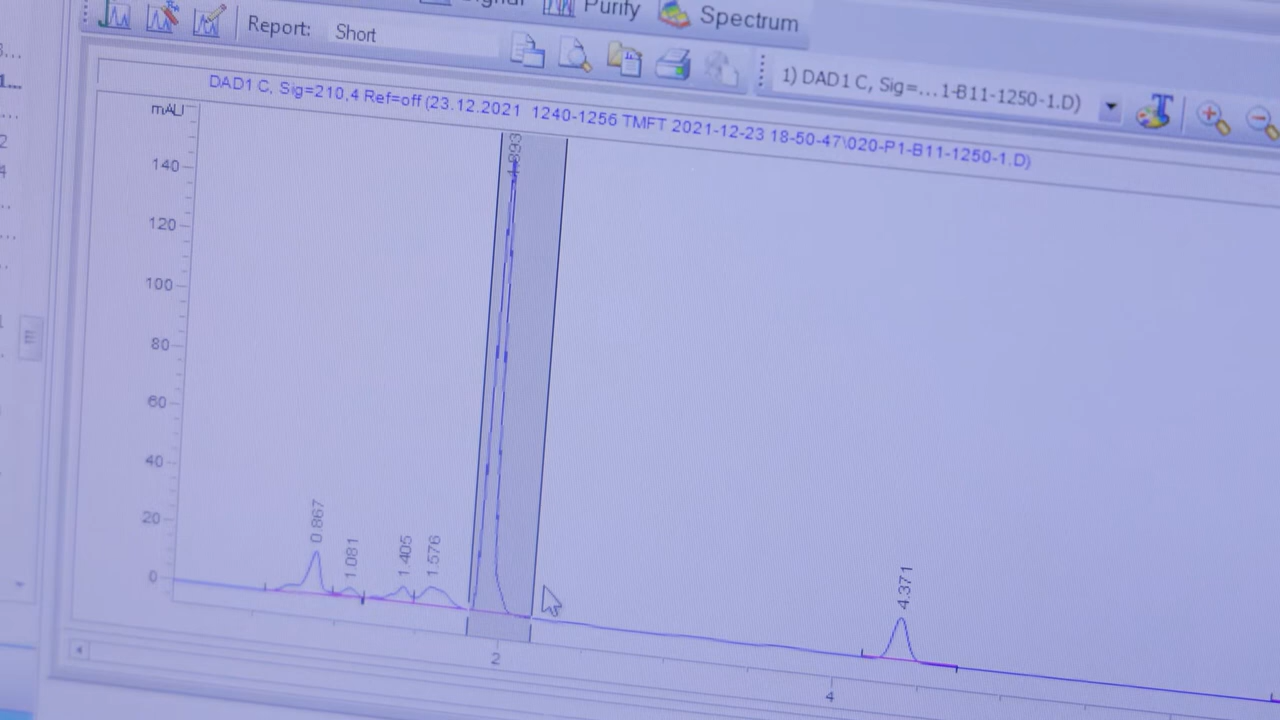 Purify
Spectrum
Report:
Short
1) DAD1 C, Sig=...1-B11-1250-1.D)
DAD1 C, Sig=210,4 Ref=off (23.12.2021 1240-1256 TMFT 2021-12-23 18-50-47\020-P1-B11-1250-1.D)
mAU
140
120
100
80
60
40
20
0
0.867
1.081
1.405
1.576
1.893
4.371
2
4